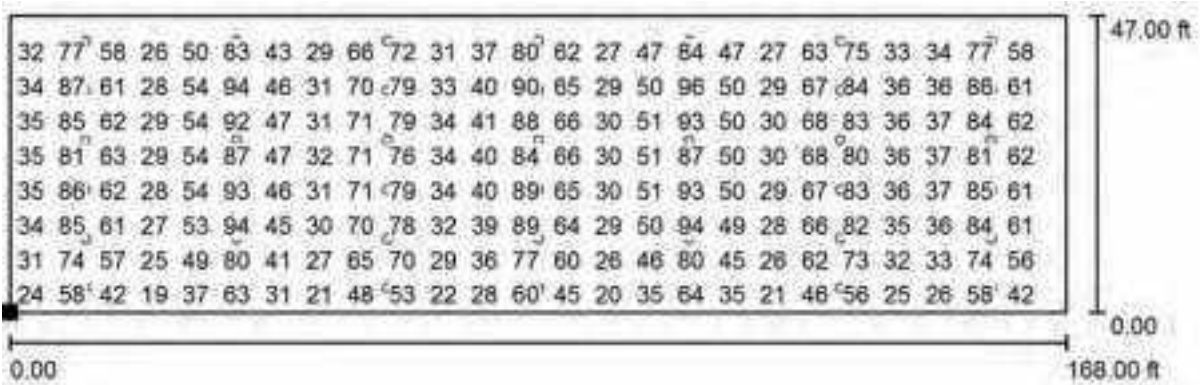 47.00 ft
32 77 58 26 50 83 43 29 66 72 31 37 80 62 27 47 84 47 27 63 75 33 34 77 58
34 87 61 28 54 94 46 31 70 79 33 40 90 65 29 50 96 50 29 67 84 36 36 86 61
35 85 62 29 54 92 47 31 71 79 34 41 88 66 30 51 93 50 30 68 83 36 37 84 62
35 81 63 29 54 87 47 32 71 76 34 40 84 66 30 51 87 50 30 68 80 36 37 81 62
35 86 62 28 54 93 46 31 71 79 34 40 89 65 30 51 93 50 29 67 83 36 37 85 61
34 85 61 27 53 94 45 30 70 78 32 39 89 64 29 50 94 49 28 66 82 35 36 84 61
31 74 57 25 49 80 41 27 65 70 29 36 77 60 26 46 80 45 26 62 73 32 33 74 56
24 58 42 19 37 63 31 21 48 53 22 28 60 45 20 35 64 35 21 46 56 25 26 58 42
0.00
0.00 168.00 ft